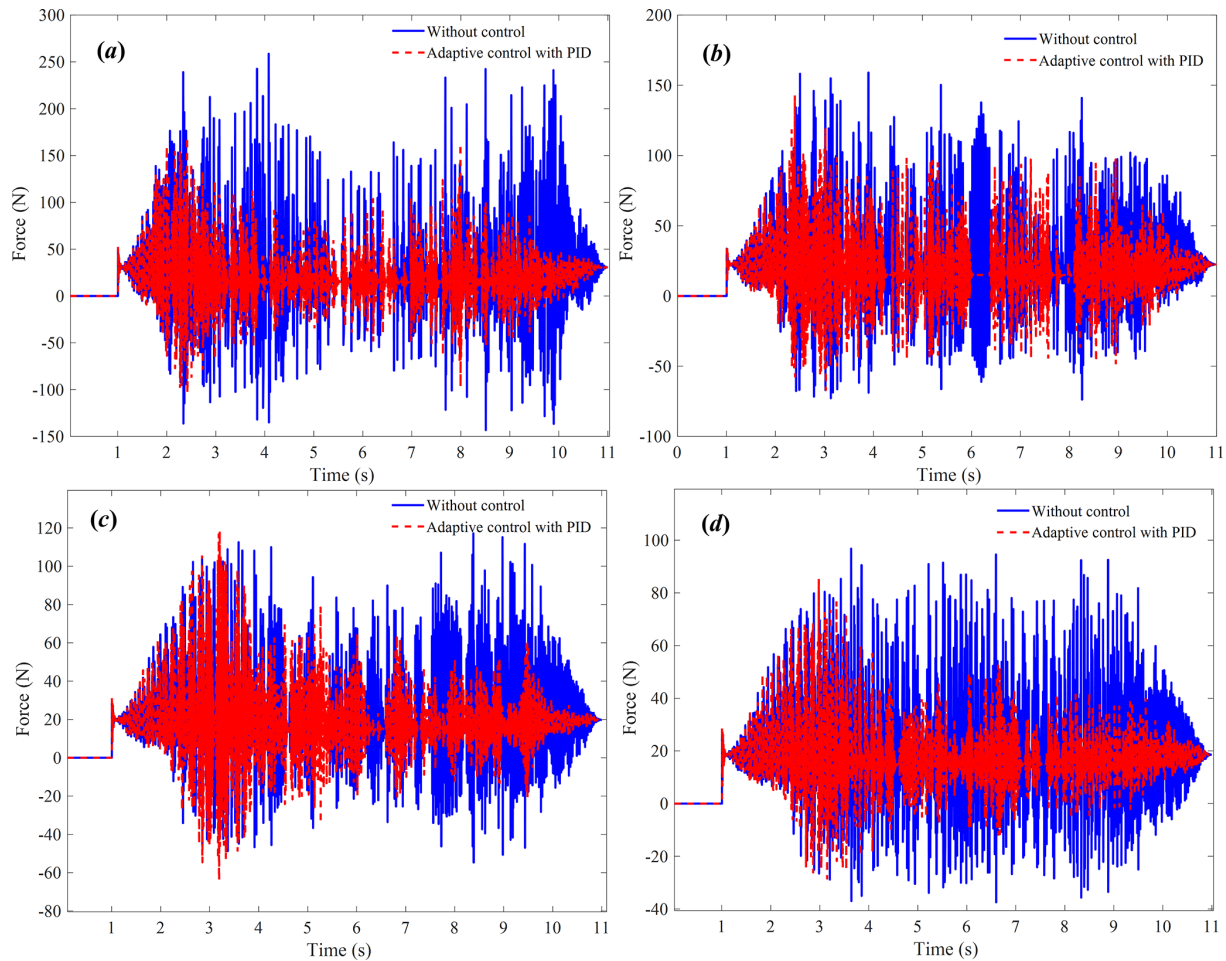 (a)
Without control
Adaptive control with PID
Force (N)
300
250
200
150
100
50
0
-50
-100
-150
1 2 3 4 5 6 7 8 9 10 11
Time (s)
(b)
Without control
Adaptive control with PID
Force (N)
200
150
100
50
0
-50
-100
0 1 2 3 4 5 6 7 8 9 10 11
Time (s)
(c)
Without control
Adaptive control with PID
Force (N)
120
100
80
60
40
20
0
-20
-40
-60
-80
1 2 3 4 5 6 7 8 9 10 11
Time (s)
(d)
Without control
Adaptive control with PID
Force (N)
100
80
60
40
20
0
-20
-40
1 2 3 4 5 6 7 8 9 10 11
Time (s)